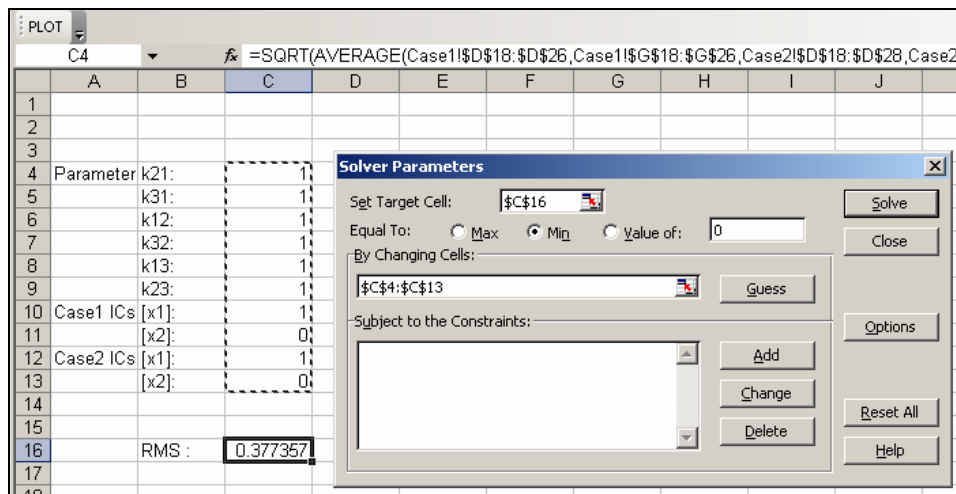 PLOT
C4 fx =SQRT(AVERAGE(Case1!$D$18:$D$26,Case1!$G$18:$G$26,Case2!$D$18:$D$28,Case2
A B C D E F G H I J
1
2
3
4 Parameter k21: 1
5 k31: 1
6 k12: 1
7 k32: 1
8 k13: 1
9 k23: 1
10 Case1 ICs [x1]: 1
11 [x2]: 0
12 Case2 ICs [x1]: 1
13 [x2]: 0
14
15
16 RMS : 0.377357
17
18
Solver Parameters
Set Target Cell: $C$16 Solve
Equal To: Max Min Value of: 0 Close
By Changing Cells:
$C$4:$C$13 Guess
Subject to the Constraints: Options
Add
Change
Reset All
Delete
Help